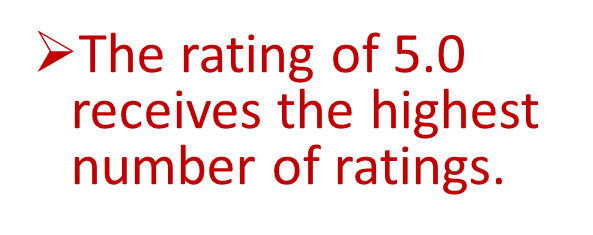 ➢The rating of 5.0
receives the highest
number of ratings.